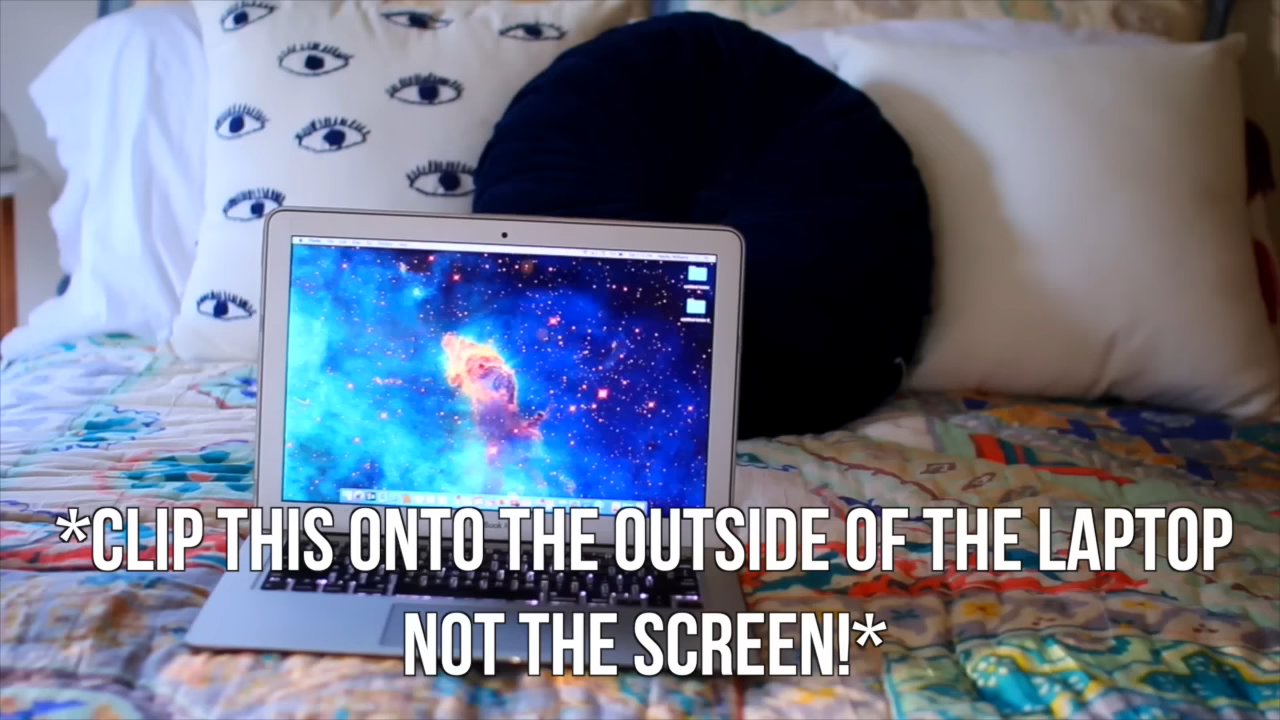 *CLIP THIS ONTO THE OUTSIDE OF THE LAPTOP
NOT THE SCREEN!*